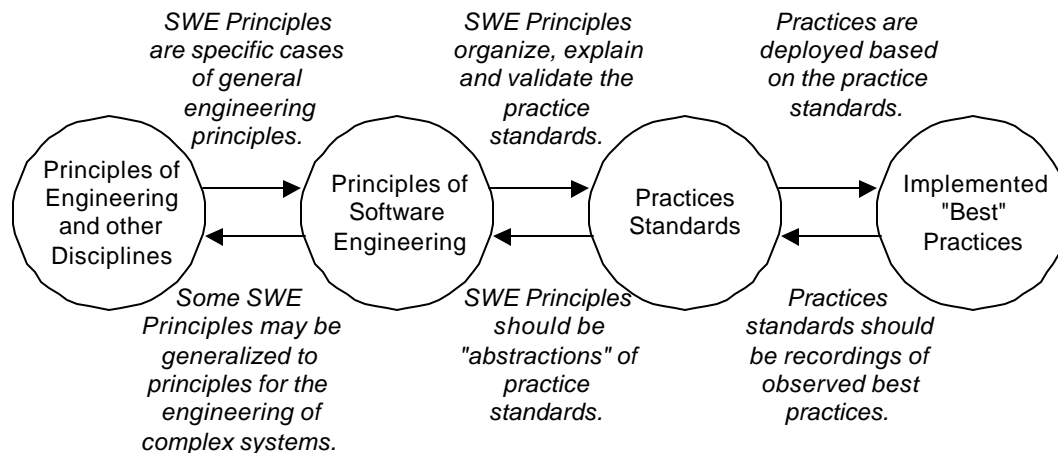 SWE Principles
are specific cases
of general
engineering
principles.
SWE Principles
organize, explain
and validate the
practice
standards.
Practices are
deployed based
on the practice
standards.
Principles of
Engineering
and other
Disciplines
Principles of
Software
Engineering
Practices
Standards
Implemented
"Best"
Practices
Some SWE
Principles may be
generalized to
principles for the
engineering of
complex systems.
SWE Principles
should be
"abstractions" of
practice
standards.
Practices
standards should
be recordings of
observed best
practices.